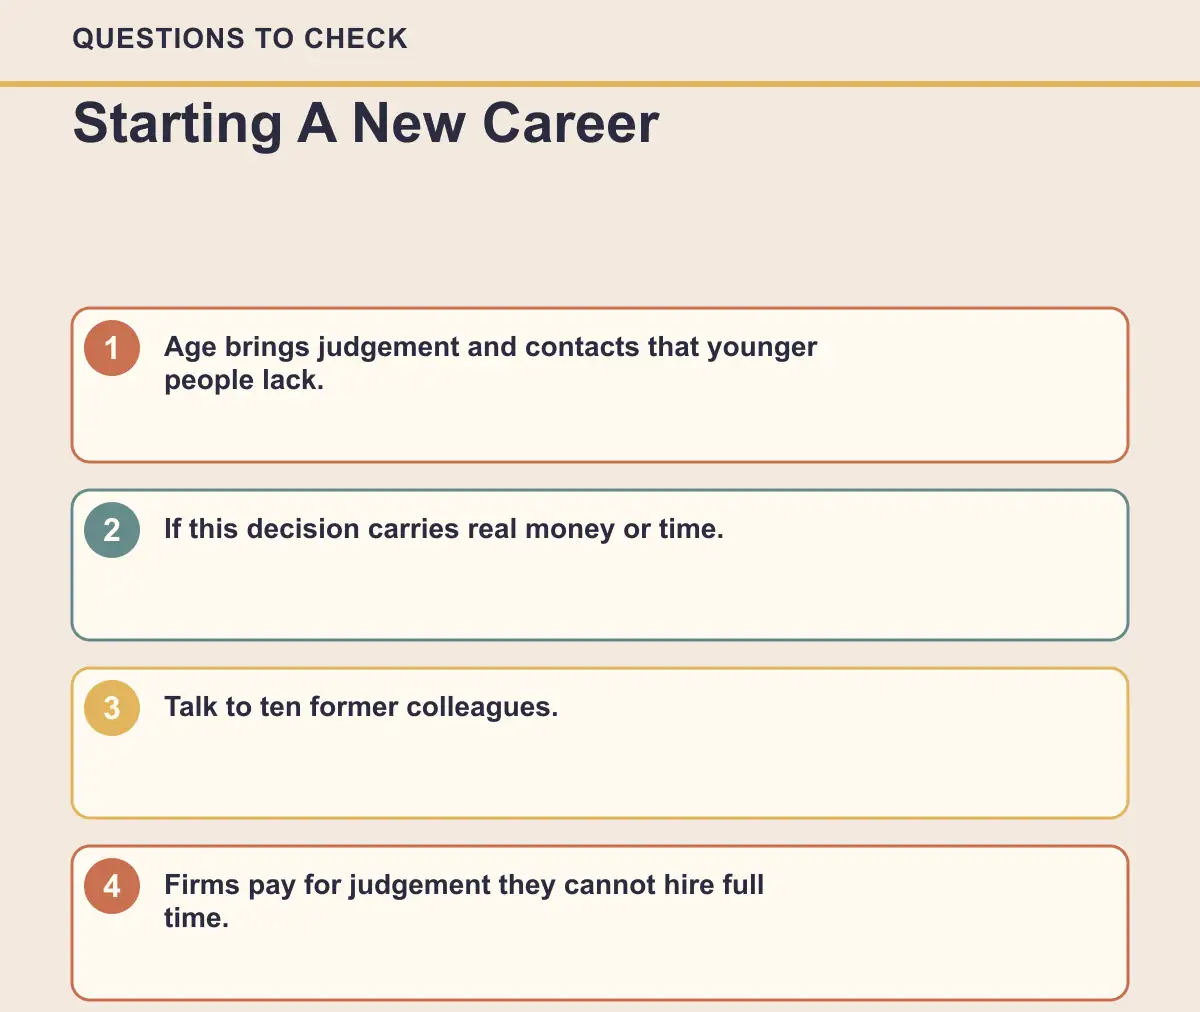 QUESTIONS TO CHECK
Starting A New Career
1
Age brings judgement and contacts that younger
people lack.
2
If this decision carries real money or time.
3
Talk to ten former colleagues.
4
Firms pay for judgement they cannot hire full
time.